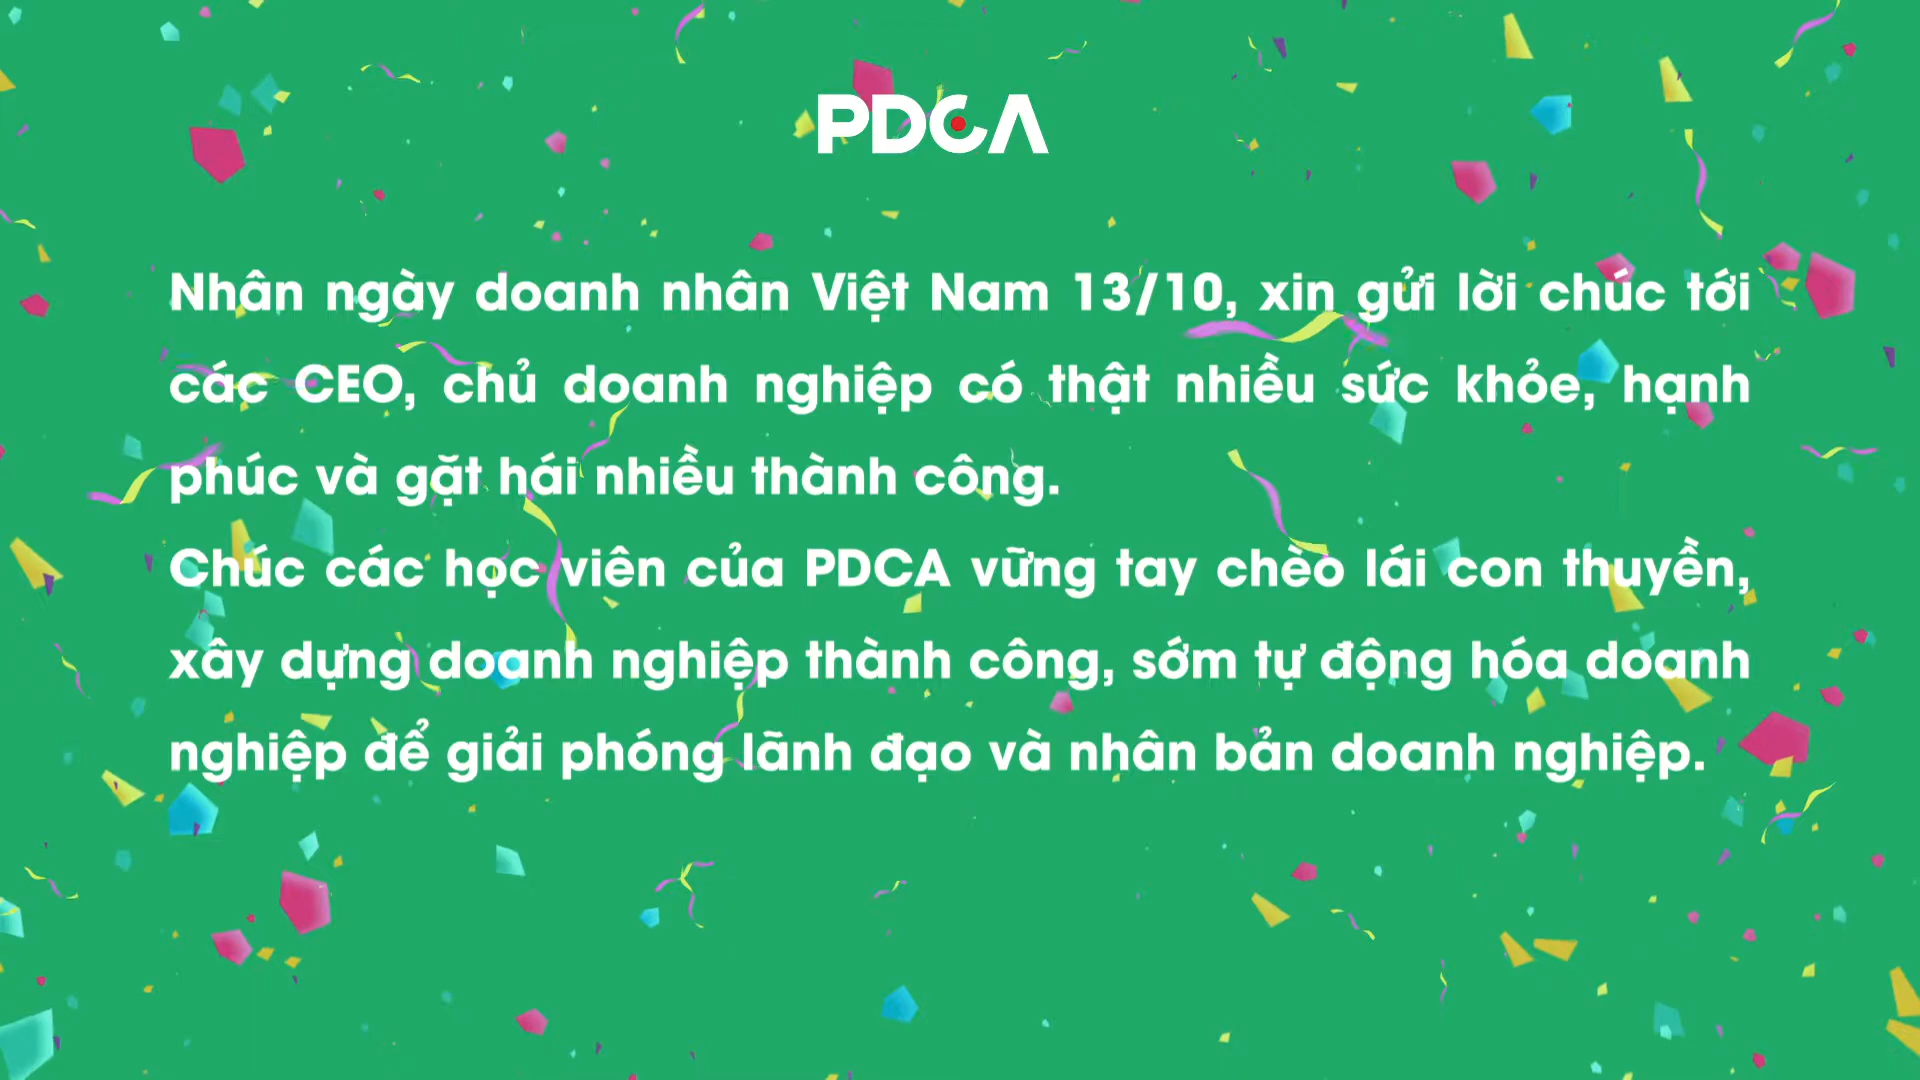 PDCA
Nhân ngày doanh nhân Việt Nam 13/10, xin gửi lời chúc tới
các CEO, chủ doanh nghiệp có thật nhiều sức khỏe, hạnh
phúc và gặt hái nhiều thành công.
Chúc các học viên của PDCA vững tay chèo lái con thuyền,
xây dựng doanh nghiệp thành công, sớm tự động hóa doanh
nghiệp để giải phóng lãnh đạo và nhân bản doanh nghiệp.